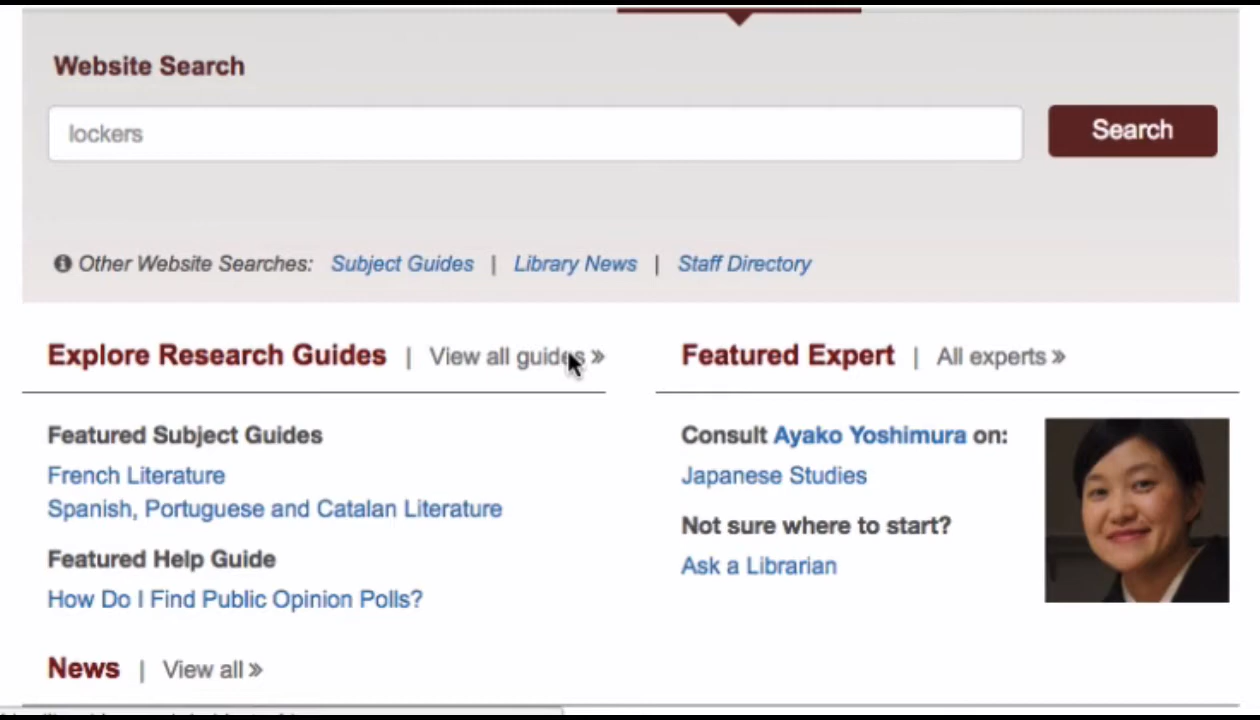 Website Search
lockers
Search
Other Website Searches: Subject Guides | Library News | Staff Directory
Explore Research Guides | View all guides »
Featured Expert | All experts »
Featured Subject Guides
French Literature
Spanish, Portuguese and Catalan Literature
Featured Help Guide
How Do I Find Public Opinion Polls?
Consult Ayako Yoshimura on:
Japanese Studies
Not sure where to start?
Ask a Librarian
News | View all »